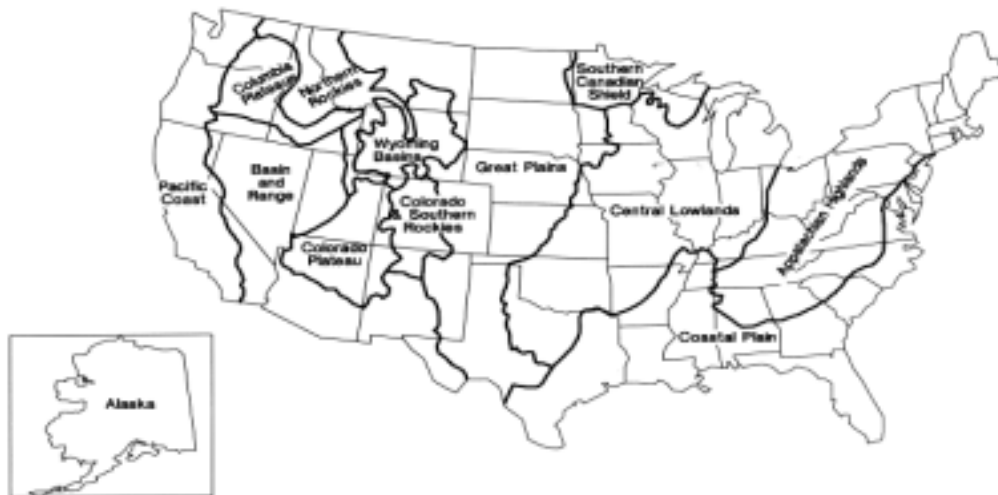 Southern
Canadian
Shield
Columbia
Plateaus
Northern
Rockies
Wyoming
Basins
Great Plains
Basin
and
Range
Pacific
Coast
Colorado
& Southern
Rockies
Central Lowlands
Appalachian Highlands
Colorado
Plateau
Coastal Plain
Alaska